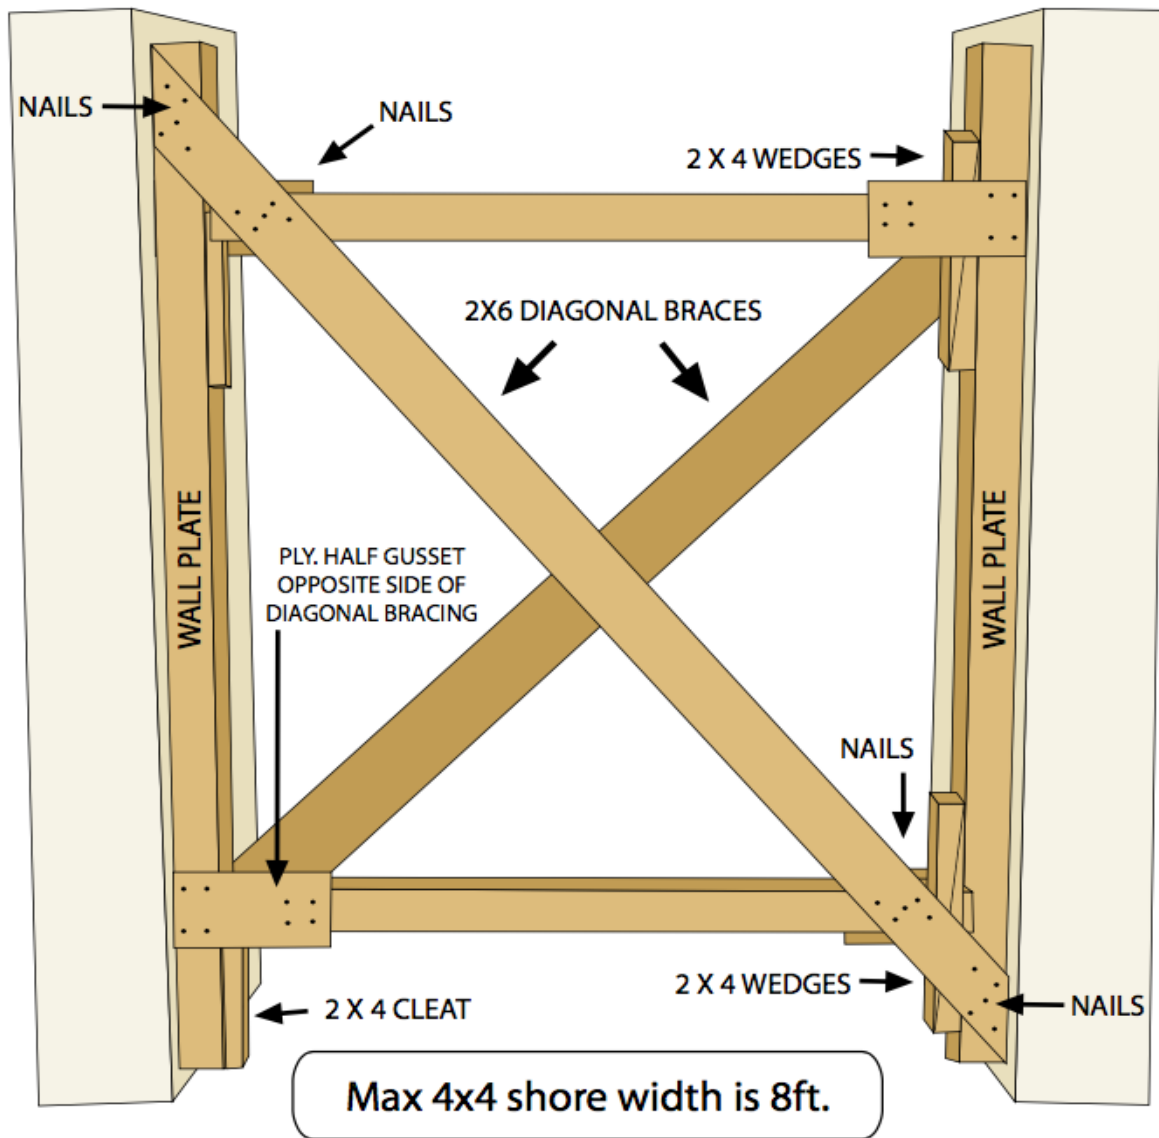 NAILS
NAILS
2 X 4 WEDGES
2X6 DIAGONAL BRACES
WALL PLATE
WALL PLATE
PLY. HALF GUSSET
OPPOSITE SIDE OF
DIAGONAL BRACING
NAILS
2 X 4 WEDGES
2 X 4 CLEAT
NAILS
Max 4x4 shore width is 8ft.